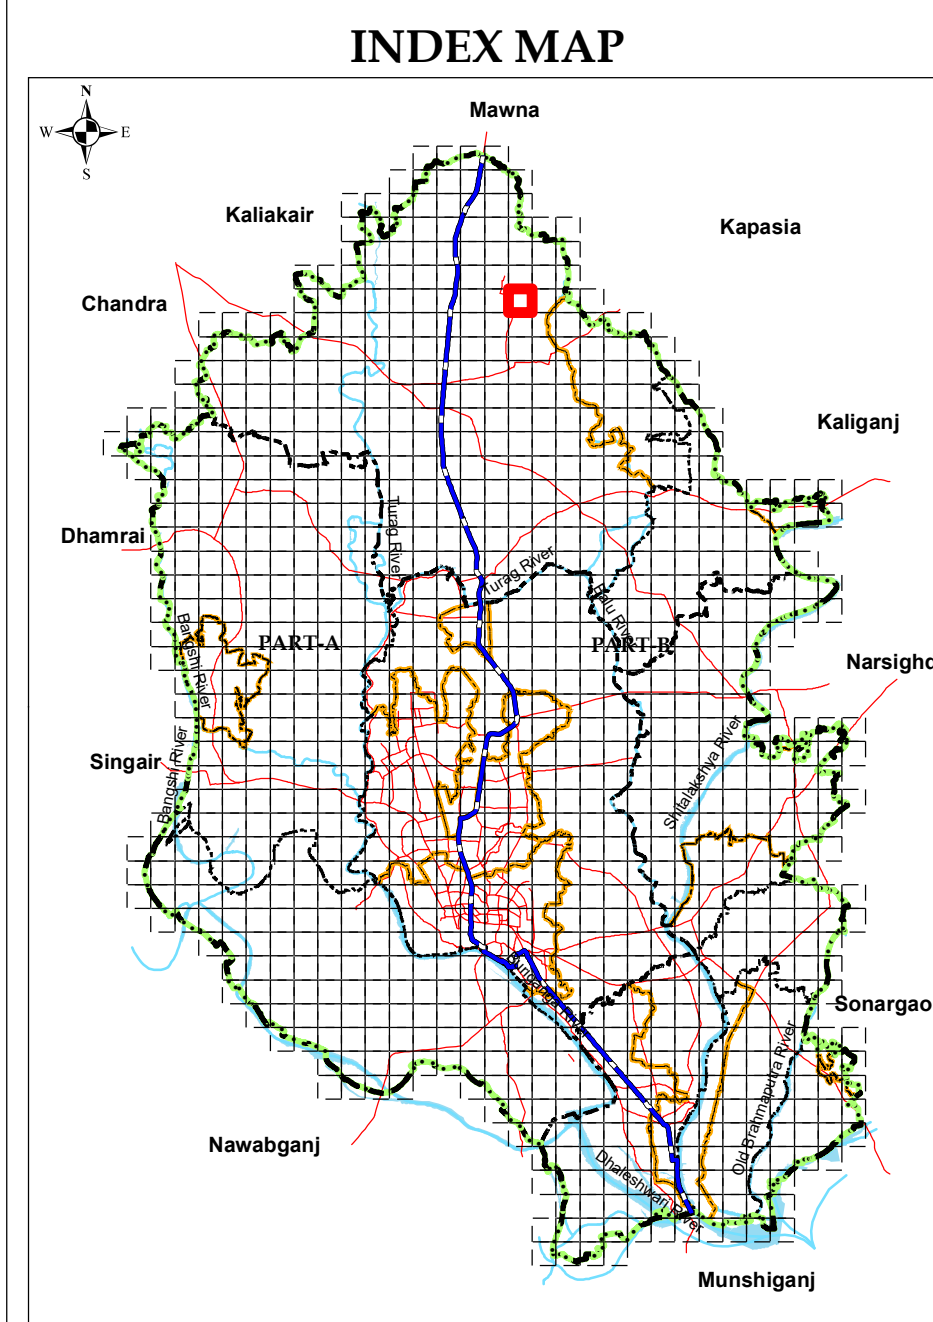 INDEX MAP
N
W E
S
Mawna
Kaliakair
Kapasia
Chandra
Kaliganj
Dhamrai
Turag River
Turag River
Balu River
Bangshi River
PART-A
PART-B
Narsighd
Singair
Bangshi River
Shitalakshya River
Buriganga River
Sonargao
Old Brahmaputra River
Nawabganj
Dhaleshwari River
Munshiganj